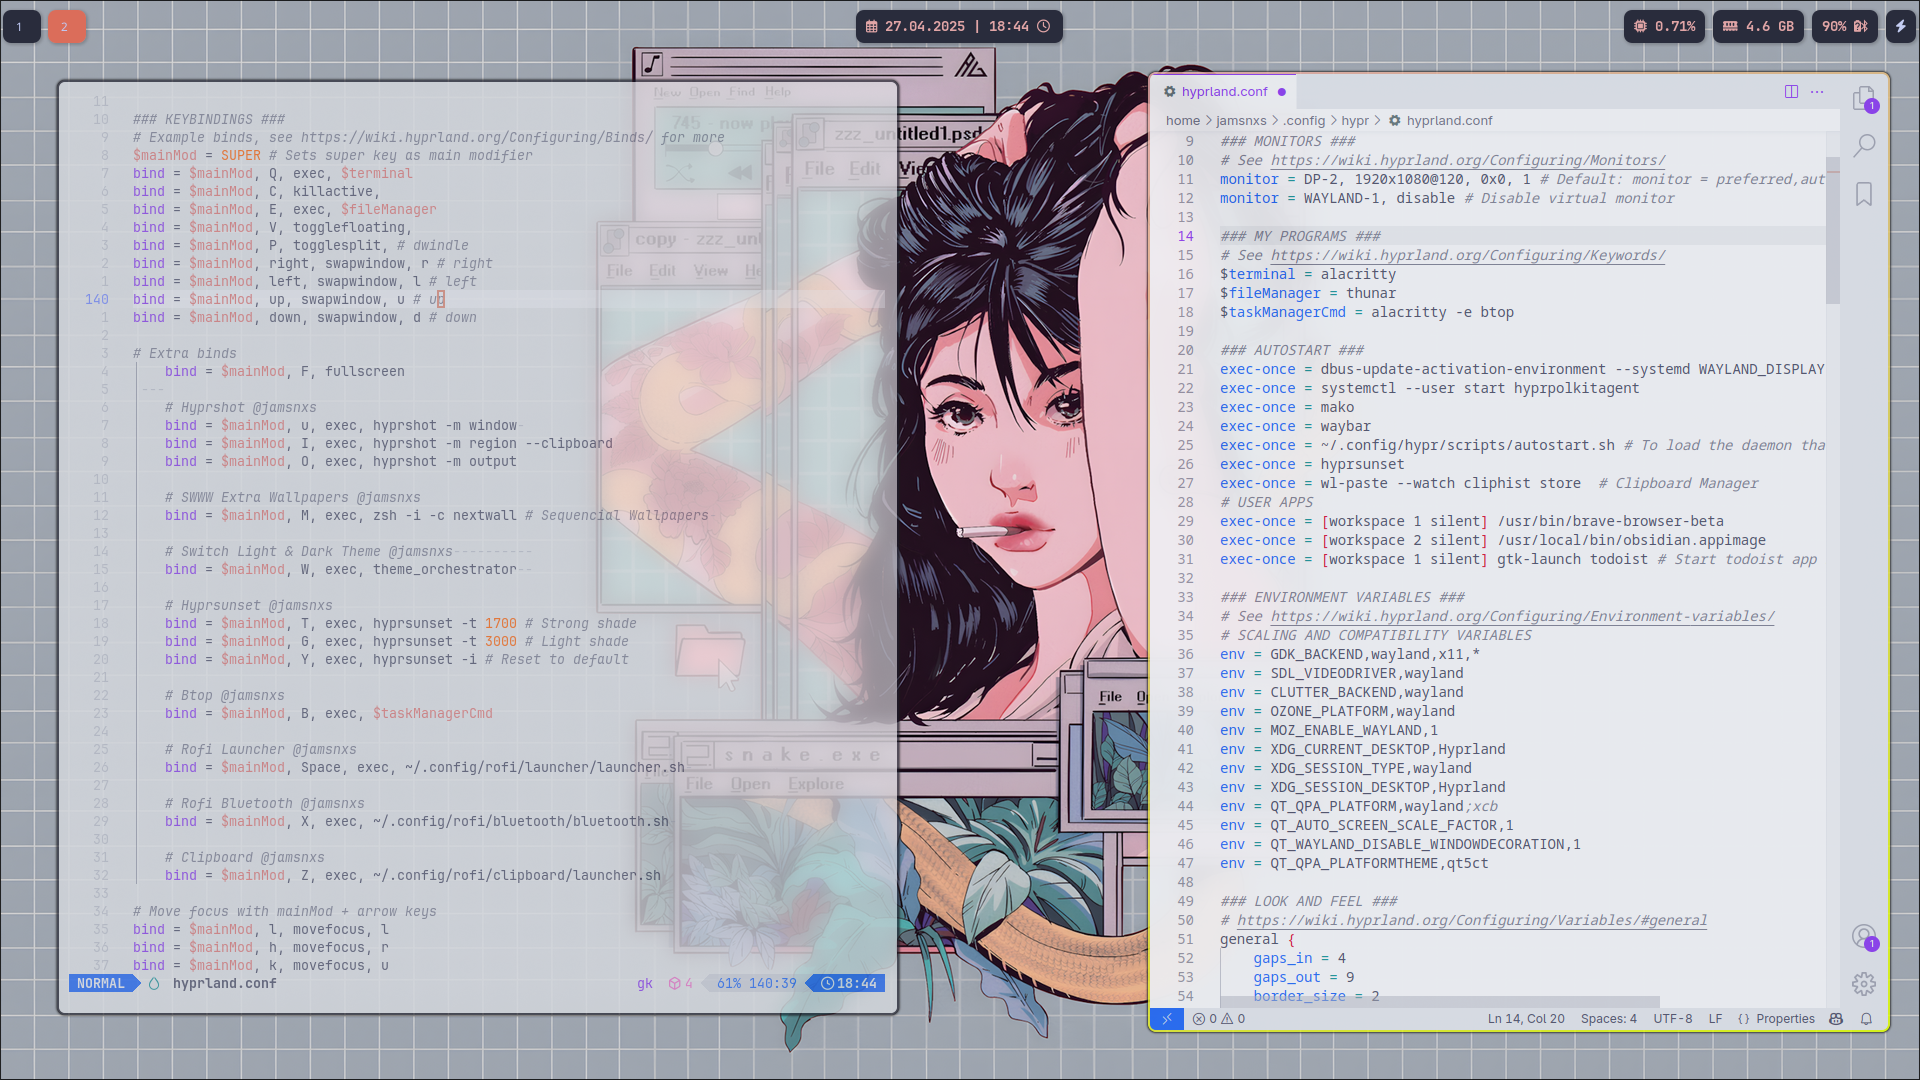 1
2
27.04.2025 | 18:44
0.71%
4.6 GB
90%
New Open Find Help
745 - now pl
zzz_untitled1.psd
File Edit View
copy - zzz_unt
File Edit View He
snake exe
File Open Explore
File
11
10 ### KEYBINDINGS ###
9 # Example binds, see https://wiki.hyprland.org/Configuring/Binds/ for more
8 $mainMod = SUPER # Sets super key as main modifier
7 bind = $mainMod, Q, exec, $terminal
6 bind = $mainMod, C, killactive,
5 bind = $mainMod, E, exec, $fileManager
4 bind = $mainMod, V, togglefloating,
3 bind = $mainMod, P, togglesplit, # dwindle
2 bind = $mainMod, right, swapwindow, r # right
1 bind = $mainMod, left, swapwindow, l # left
140 bind = $mainMod, up, swapwindow, u # up
1 bind = $mainMod, down, swapwindow, d # down
2
3 # Extra binds
4 bind = $mainMod, F, fullscreen
5 ---
6 # Hyprshot @jamsnxs
7 bind = $mainMod, u, exec, hyprshot -m window-
8 bind = $mainMod, I, exec, hyprshot -m region --clipboard
9 bind = $mainMod, O, exec, hyprshot -m output
10
11 # SWWW Extra Wallpapers @jamsnxs
12 bind = $mainMod, M, exec, zsh -i -c nextwall # Sequencial Wallpapers-
13
14 # Switch Light & Dark Theme @jamsnxs----------
15 bind = $mainMod, W, exec, theme_orchestrator--
16
17 # Hyprsunset @jamsnxs
18 bind = $mainMod, T, exec, hyprsunset -t 1700 # Strong shade
19 bind = $mainMod, G, exec, hyprsunset -t 3000 # Light shade
20 bind = $mainMod, Y, exec, hyprsunset -i # Reset to default
21
22 # Btop @jamsnxs
23 bind = $mainMod, B, exec, $taskManagerCmd
24
25 # Rofi Launcher @jamsnxs
26 bind = $mainMod, Space, exec, ~/.config/rofi/launcher/launcher.sh
27
28 # Rofi Bluetooth @jamsnxs
29 bind = $mainMod, X, exec, ~/.config/rofi/bluetooth/bluetooth.sh
30
31 # Clipboard @jamsnxs
32 bind = $mainMod, Z, exec, ~/.config/rofi/clipboard/launcher.sh
33
34 # Move focus with mainMod + arrow keys
35 bind = $mainMod, l, movefocus, l
36 bind = $mainMod, h, movefocus, r
37 bind = $mainMod, k, movefocus, u
NORMAL hyprland.conf gk 4 61% 140:39 18:44
hyprland.conf
home > jamsnxs > .config > hypr > hyprland.conf
9 ### MONITORS ###
10 # See https://wiki.hyprland.org/Configuring/Monitors/
11 monitor = DP-2, 1920x1080@120, 0x0, 1 # Default: monitor = preferred,aut
12 monitor = WAYLAND-1, disable # Disable virtual monitor
13
14 ### MY PROGRAMS ###
15 # See https://wiki.hyprland.org/Configuring/Keywords/
16 $terminal = alacritty
17 $fileManager = thunar
18 $taskManagerCmd = alacritty -e btop
19
20 ### AUTOSTART ###
21 exec-once = dbus-update-activation-environment --systemd WAYLAND_DISPLAY
22 exec-once = systemctl --user start hyprpolkitagent
23 exec-once = mako
24 exec-once = waybar
25 exec-once = ~/.config/hypr/scripts/autostart.sh # To load the daemon tha
26 exec-once = hyprsunset
27 exec-once = wl-paste --watch cliphist store # Clipboard Manager
28 # USER APPS
29 exec-once = [workspace 1 silent] /usr/bin/brave-browser-beta
30 exec-once = [workspace 2 silent] /usr/local/bin/obsidian.appimage
31 exec-once = [workspace 1 silent] gtk-launch todoist # Start todoist app
32
33 ### ENVIRONMENT VARIABLES ###
34 # See https://wiki.hyprland.org/Configuring/Environment-variables/
35 # SCALING AND COMPATIBILITY VARIABLES
36 env = GDK_BACKEND,wayland,x11,*
37 env = SDL_VIDEODRIVER,wayland
38 env = CLUTTER_BACKEND,wayland
39 env = OZONE_PLATFORM,wayland
40 env = MOZ_ENABLE_WAYLAND,1
41 env = XDG_CURRENT_DESKTOP,Hyprland
42 env = XDG_SESSION_TYPE,wayland
43 env = XDG_SESSION_DESKTOP,Hyprland
44 env = QT_QPA_PLATFORM,wayland;xcb
45 env = QT_AUTO_SCREEN_SCALE_FACTOR,1
46 env = QT_WAYLAND_DISABLE_WINDOWDECORATION,1
47 env = QT_QPA_PLATFORMTHEME,qt5ct
48
49 ### LOOK AND FEEL ###
50 # https://wiki.hyprland.org/Configuring/Variables/#general
51 general {
52 gaps_in = 4
53 gaps_out = 9
54 border_size = 2
1
1
0 0 Ln 14, Col 20 Spaces: 4 UTF-8 LF {} Properties